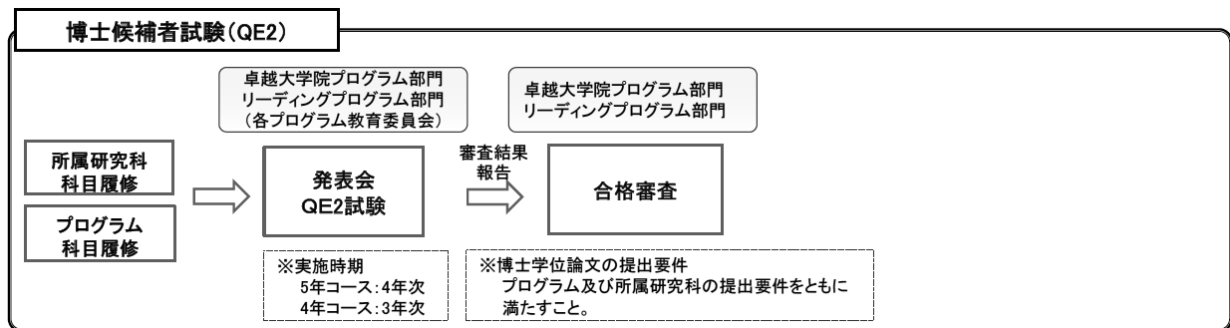 博士候補者試験(QE2)
卓越大学院プログラム部門
リーディングプログラム部門
(各プログラム教育委員会)
卓越大学院プログラム部門
リーディングプログラム部門
所属研究科
科目履修
プログラム
科目履修
発表会
QE2試験
審査結果
報告
合格審査
※実施時期
5年コース:4年次
4年コース:3年次
※博士学位論文の提出要件
プログラム及び所属研究科の提出要件をともに
満たすこと。